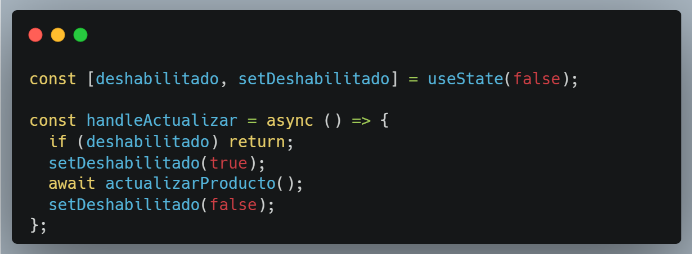 const [deshabilitado, setDeshabilitado] = useState(false);
const handleActualizar = async () => {
if (deshabilitado) return;
setDeshabilitado(true);
await actualizarProducto();
setDeshabilitado(false);
};